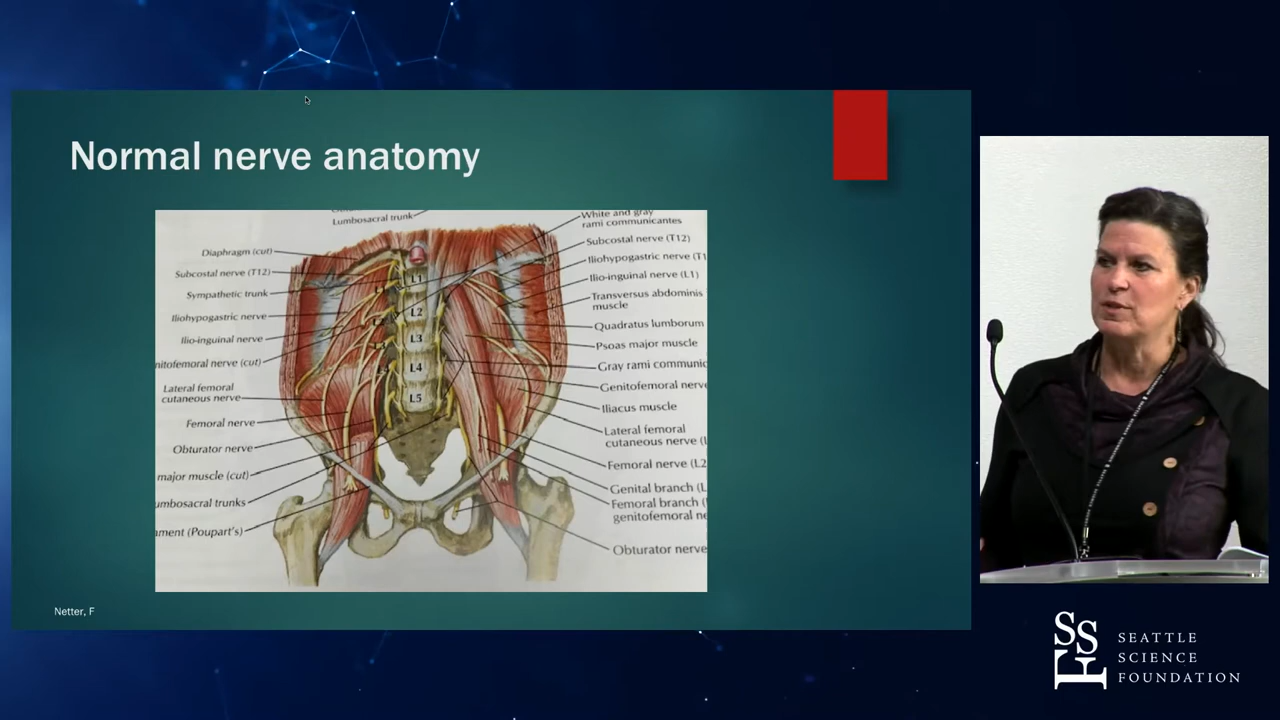 Normal nerve anatomy
Lumbosacral trunk
Diaphragm (cut)
Subcostal nerve (T12)
Sympathetic trunk
Iliohypogastric nerve
Ilio-inguinal nerve
nitofemoral nerve (cut)
Lateral femoral
cutaneous nerve
Femoral nerve
Obturator nerve
major muscle (cut)
umbosacral trunks
ament (Poupart's)
L1
L2
L3
L4
L5
White and gray
rami communicantes
Subcostal nerve (T12)
Iliohypogastric nerve (T1
Ilio-inguinal nerve (L1)
Transversus abdominis
muscle
Quadratus lumborum
Psoas major muscle
Gray rami communic
Genitofemoral nerve
Iliacus muscle
Lateral femoral
cutaneous nerve (L
Femoral nerve (L2
Genital branch (L
Femoral branch (
genitofemoral ne
Obturator nerve
Netter, F
SSF
SEATTLE
SCIENCE
FOUNDATION